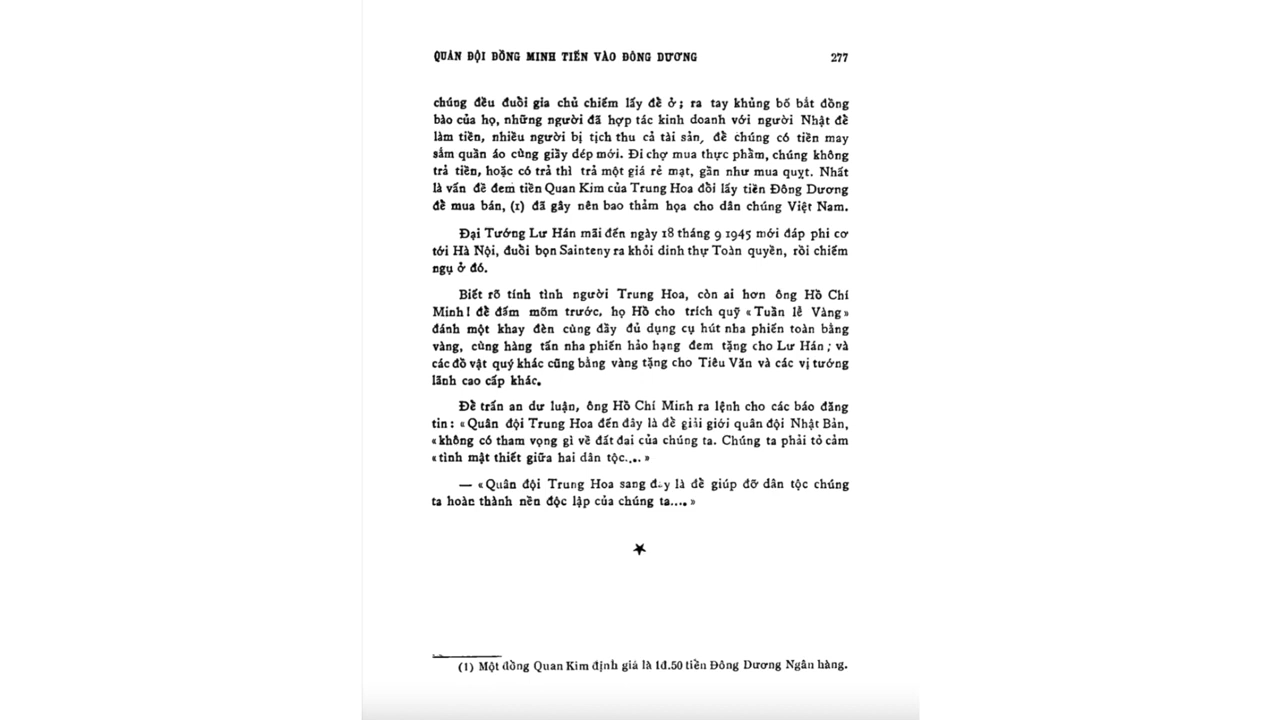 QUÂN ĐỘI ĐỒNG MINH TIẾN VÀO ĐÔNG DƯƠNG 277
chúng đều đuổi gia chủ chiếm lấy để ở ; ra tay khủng bố bắt đồng
bào của họ, những người đã hợp tác kinh doanh với người Nhật để
làm tiền, nhiều người bị tịch thu cả tài sản, để chúng có tiền may
sắm quần áo cùng giầy dép mới. Đi chợ mua thực phẩm, chúng không
trả tiền, hoặc có trả thì trả một giá rẻ mạt, gần như mua quỵt. Nhất
là vấn đề đem tiền Quan Kim của Trung Hoa đổi lấy tiền Đông Dương
để mua bán, (1) đã gây nên bao thảm họa cho dân chúng Việt Nam.
Đại Tướng Lư Hán mãi đến ngày 18 tháng 9 1945 mới đáp phi cơ
tới Hà Nội, đuổi bọn Sainteny ra khỏi dinh thự Toàn quyền, rồi chiếm
ngụ ở đó.
Biết rõ tính tình người Trung Hoa, còn ai hơn ông Hồ Chí
Minh! để đấm mõm trước, họ Hồ cho trích quỹ « Tuần lễ Vàng »
đánh một khay đèn cùng đầy đủ dụng cụ hút nha phiến toàn bằng
vàng, cùng hàng tấn nha phiến hảo hạng đem tặng cho Lư Hán ; và
các đồ vật quý khác cũng bằng vàng tặng cho Tiêu Văn và các vị tướng
lãnh cao cấp khác.
Để trấn an dư luận, ông Hồ Chí Minh ra lệnh cho các báo đăng
tin : « Quân đội Trung Hoa đến đây là để giải giới quân đội Nhật Bản,
« không có tham vọng gì về đất đai của chúng ta. Chúng ta phải tỏ cảm
« tình mật thiết giữa hai dân tộc.... »
— « Quân đội Trung Hoa sang đây là để giúp đỡ dân tộc chúng
ta hoàn thành nền độc lập của chúng ta.... »
(1) Một đồng Quan Kim định giá là 1đ.50 tiền Đông Dương Ngân hàng.